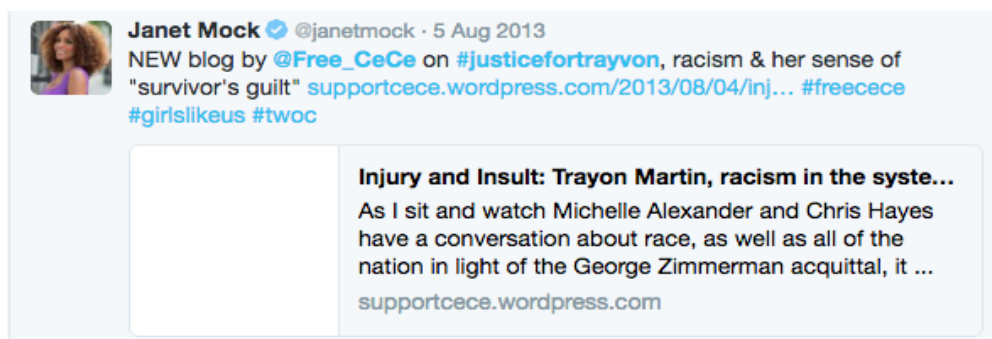 Janet Mock @janetmock · 5 Aug 2013
NEW blog by @Free_CeCe on #justicefortrayvon, racism & her sense of
"survivor's guilt" supportcece.wordpress.com/2013/08/04/inj… #freecece
#girlslikeus #twoc
Injury and Insult: Trayon Martin, racism in the syste…
As I sit and watch Michelle Alexander and Chris Hayes
have a conversation about race, as well as all of the
nation in light of the George Zimmerman acquittal, it ...
supportcece.wordpress.com